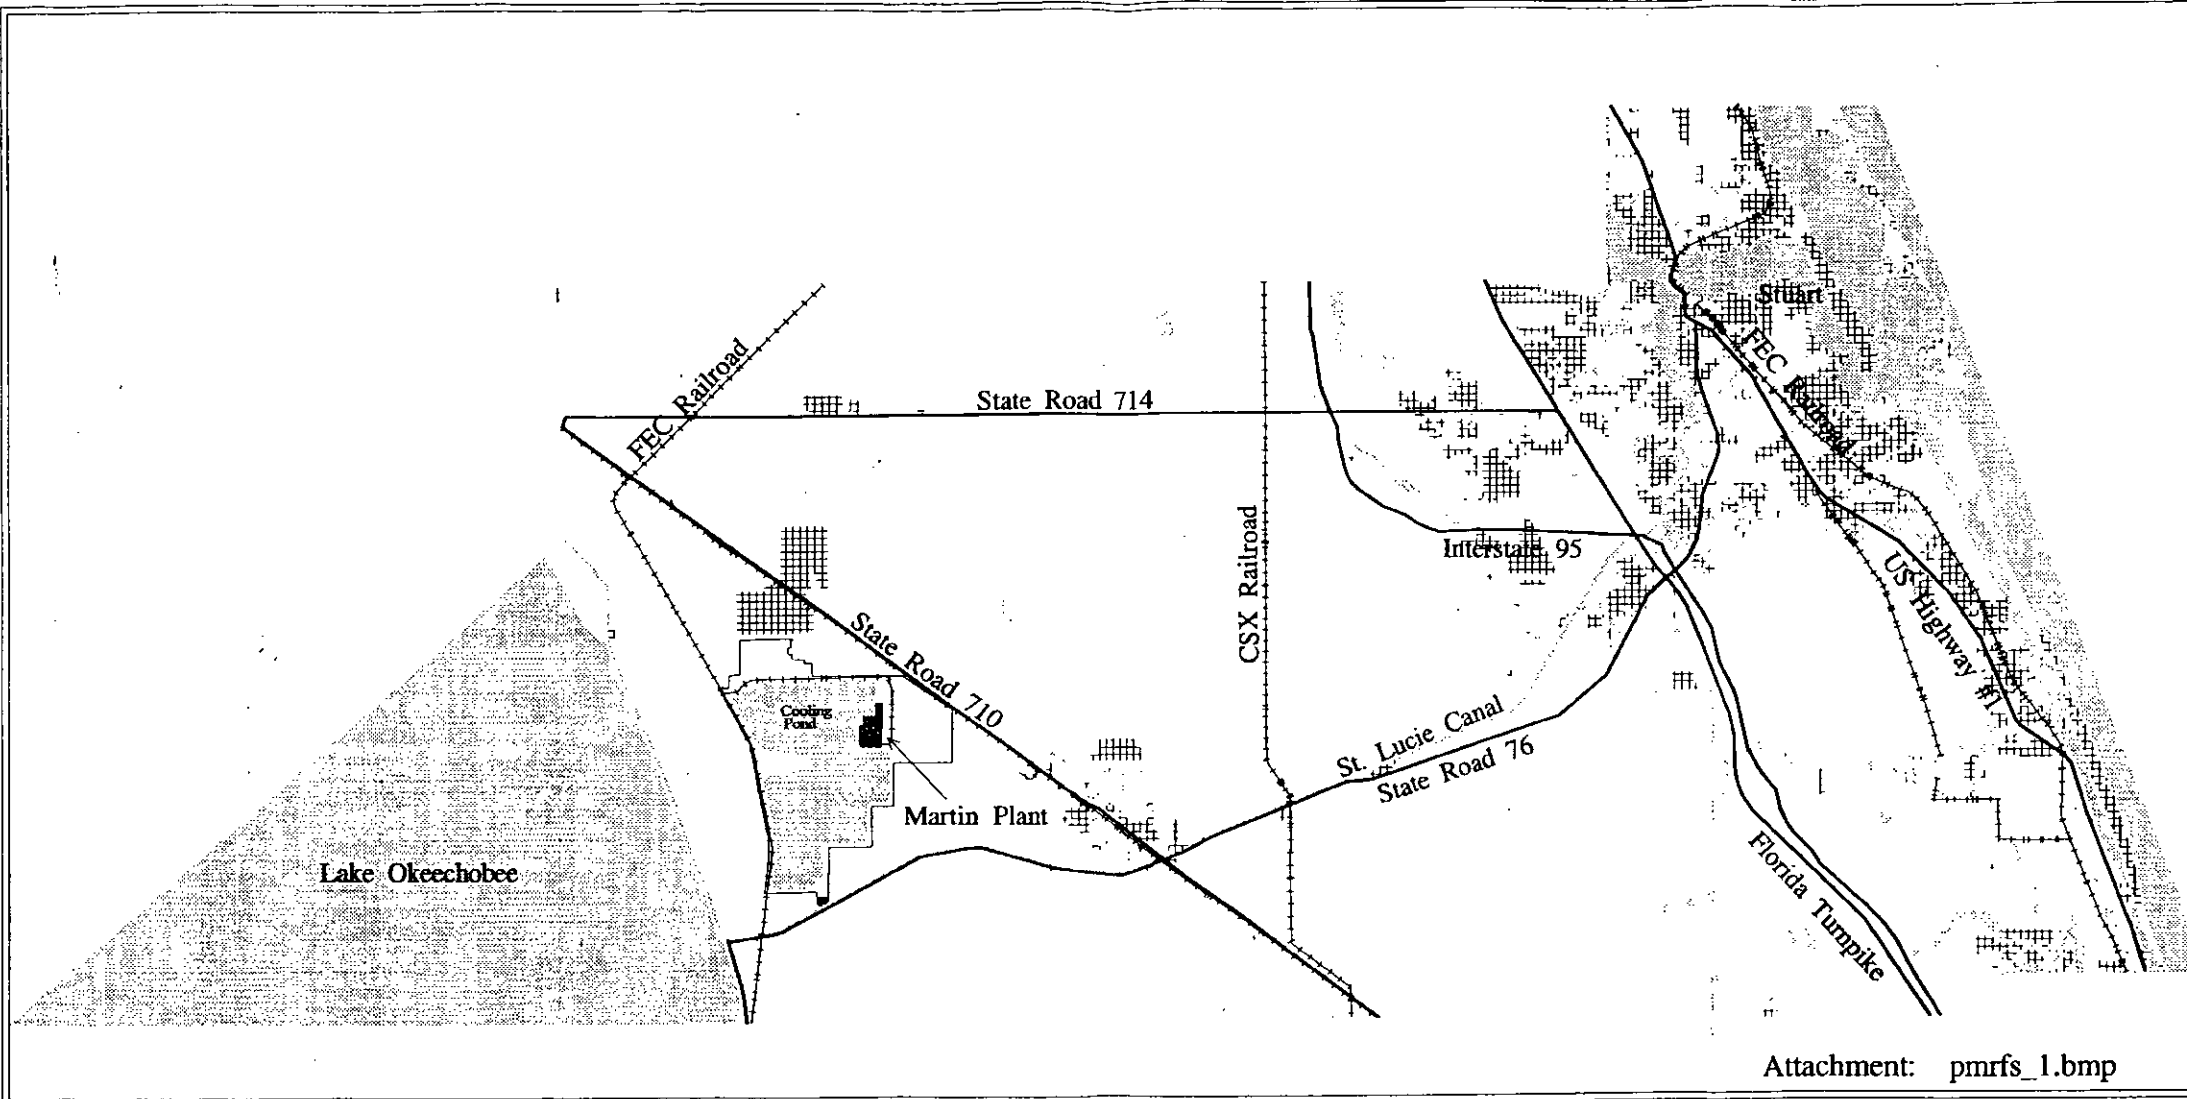 Stuart
FEC Railroad
FEC Railroad
State Road 714
CSX Railroad
Interstate 95
US Highway #1
State Road 710
Cooling
Pond
St. Lucie Canal
State Road 76
Martin Plant
Lake Okeechobee
Florida Turnpike
Attachment: pmrfs_1.bmp